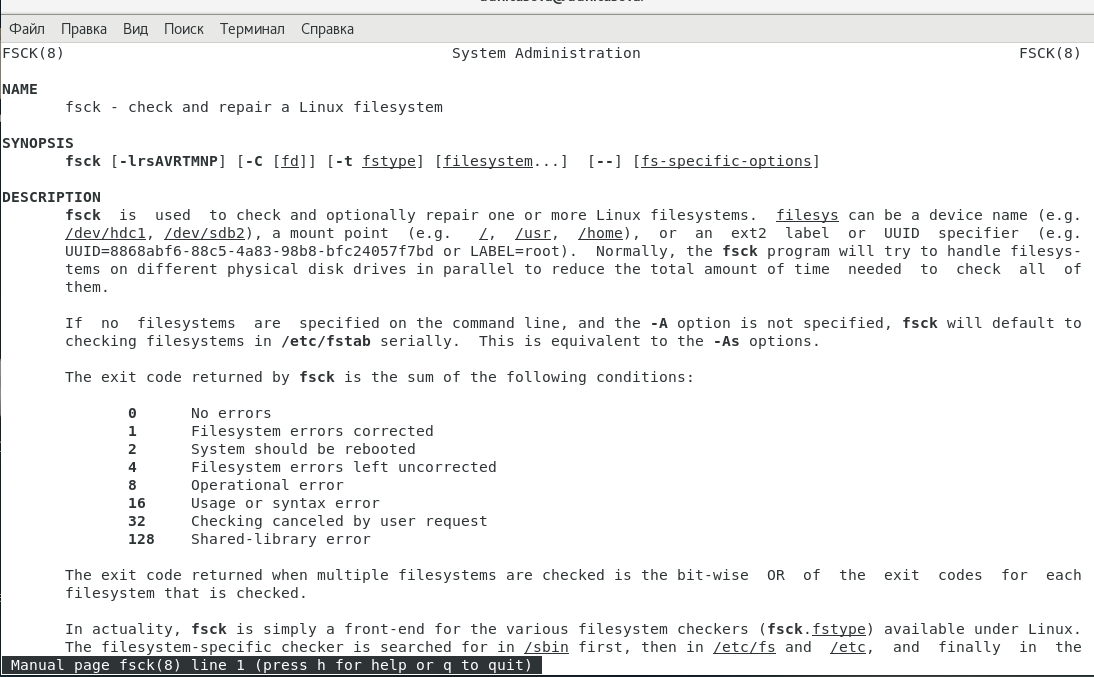 Файл Правка Вид Поиск Терминал Справка
FSCK(8) System Administration FSCK(8)
NAME
fsck - check and repair a Linux filesystem
SYNOPSIS
fsck [-lrsAVRTMNP] [-C [fd]] [-t fstype] [filesystem...] [--] [fs-specific-options]
DESCRIPTION
fsck is used to check and optionally repair one or more Linux filesystems. filesys can be a device name (e.g.
/dev/hdc1, /dev/sdb2), a mount point (e.g. /, /usr, /home), or an ext2 label or UUID specifier (e.g.
UUID=8868abf6-88c5-4a83-98b8-bfc24057f7bd or LABEL=root). Normally, the fsck program will try to handle filesys-
tems on different physical disk drives in parallel to reduce the total amount of time needed to check all of
them.
If no filesystems are specified on the command line, and the -A option is not specified, fsck will default to
checking filesystems in /etc/fstab serially. This is equivalent to the -As options.
The exit code returned by fsck is the sum of the following conditions:
0 No errors
1 Filesystem errors corrected
2 System should be rebooted
4 Filesystem errors left uncorrected
8 Operational error
16 Usage or syntax error
32 Checking canceled by user request
128 Shared-library error
The exit code returned when multiple filesystems are checked is the bit-wise OR of the exit codes for each
filesystem that is checked.
In actuality, fsck is simply a front-end for the various filesystem checkers (fsck.fstype) available under Linux.
The filesystem-specific checker is searched for in /sbin first, then in /etc/fs and /etc, and finally in the
Manual page fsck(8) line 1 (press h for help or q to quit)